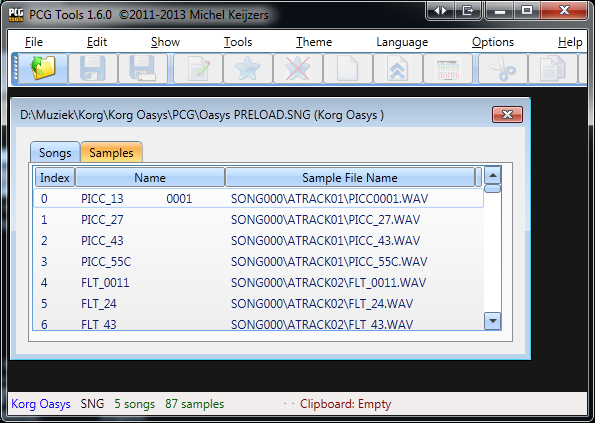 PCG Tools 1.6.0 ©2011-2013 Michel Keijzers
File Edit Show Tools Theme Language Options Help
D:\Muziek\Korg\Korg Oasys\PCG\Oasys PRELOAD.SNG (Korg Oasys )
Songs Samples
Index Name Sample File Name
0 PICC_13 0001 SONG000\ATRACK01\PICC0001.WAV
1 PICC_27 SONG000\ATRACK01\PICC_27.WAV
2 PICC_43 SONG000\ATRACK01\PICC_43.WAV
3 PICC_55C SONG000\ATRACK01\PICC_55C.WAV
4 FLT_0011 SONG000\ATRACK02\FLT_0011.WAV
5 FLT_24 SONG000\ATRACK02\FLT_24.WAV
6 FLT_43 SONG000\ATRACK02\FLT_43.WAV
Korg Oasys SNG 5 songs 87 samples Clipboard: Empty